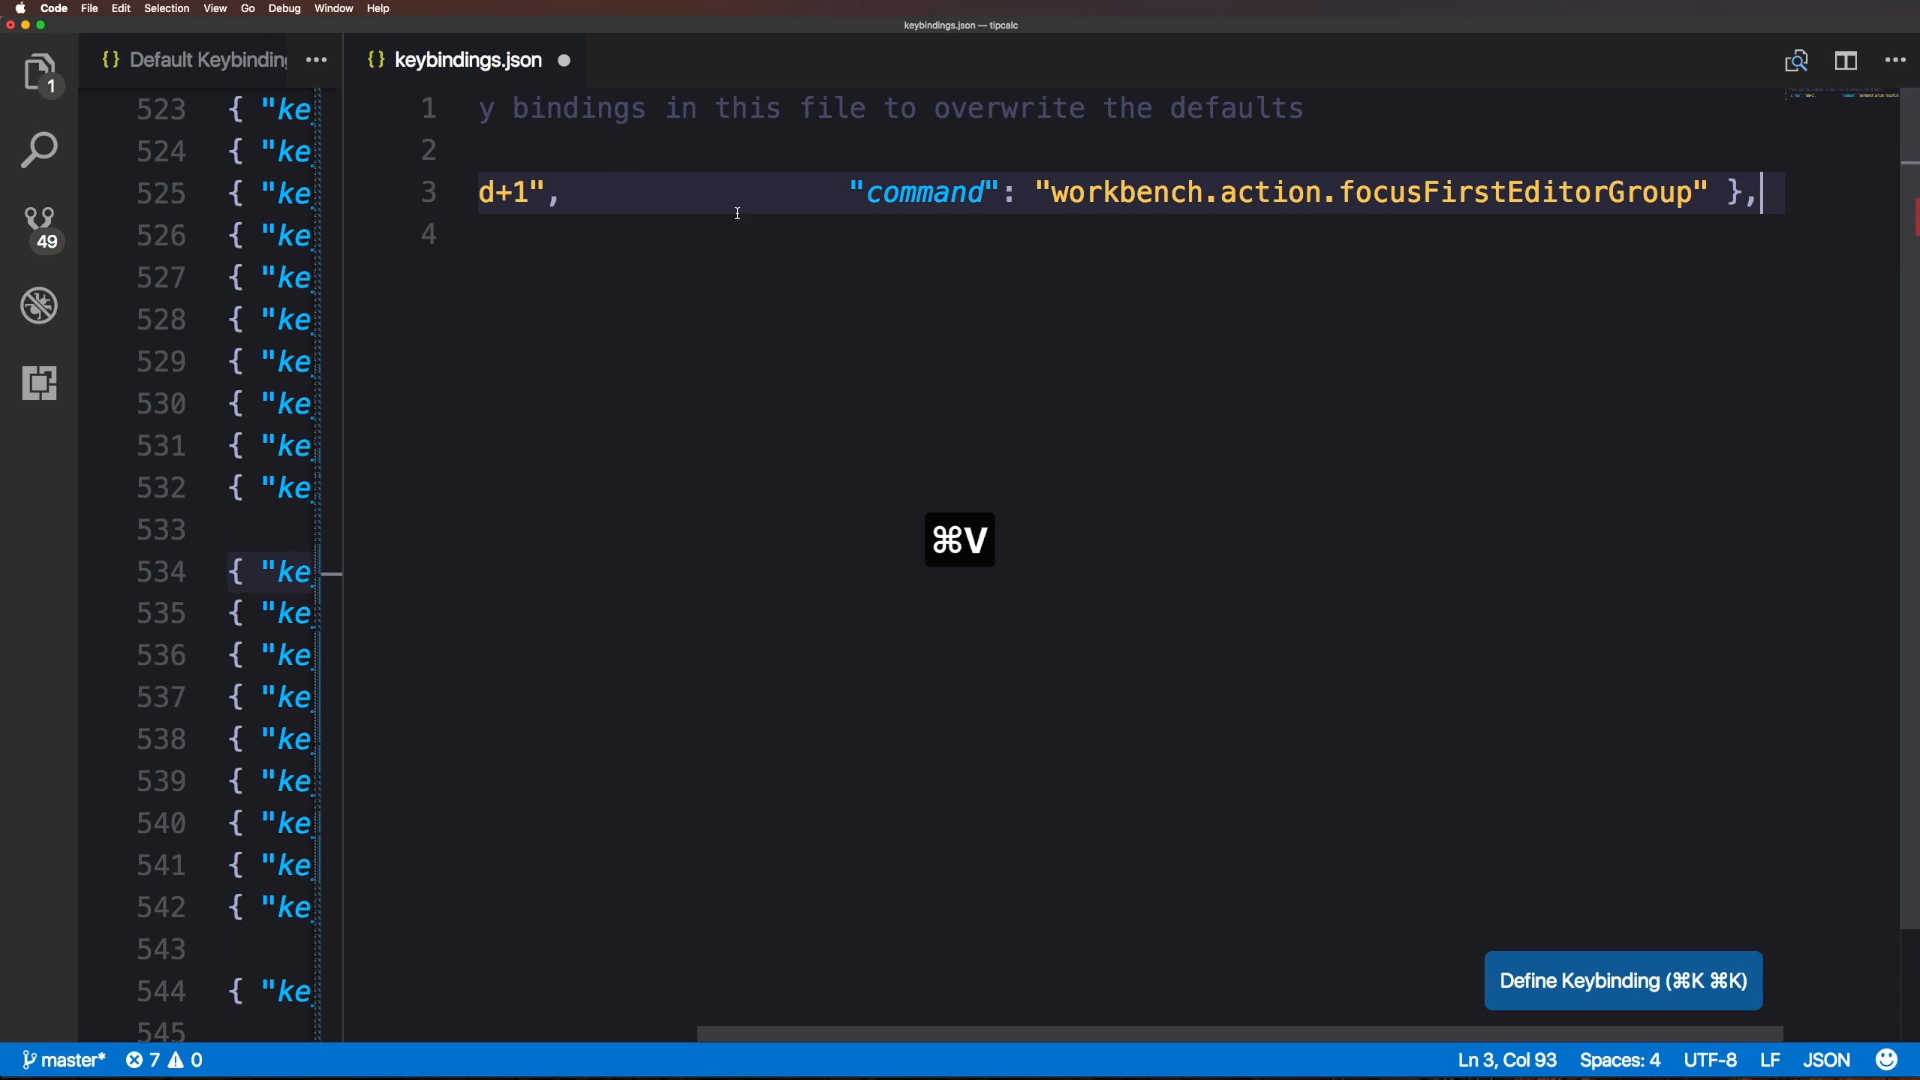 Code File Edit Selection View Go Debug Window Help
keybindings.json — tipcalc
{} Default Keybinding ···
{} keybindings.json ●
1
49
523 { "ke
524 { "ke
525 { "ke
526 { "ke
527 { "ke
528 { "ke
529 { "ke
530 { "ke
531 { "ke
532 { "ke
533
534 { "ke
535 { "ke
536 { "ke
537 { "ke
538 { "ke
539 { "ke
540 { "ke
541 { "ke
542 { "ke
543
544 { "ke
545
1 y bindings in this file to overwrite the defaults
2
3 d+1", "command": "workbench.action.focusFirstEditorGroup" },
4
⌘V
Define Keybinding (⌘K ⌘K)
master* 7 0
Ln 3, Col 93 Spaces: 4 UTF-8 LF JSON